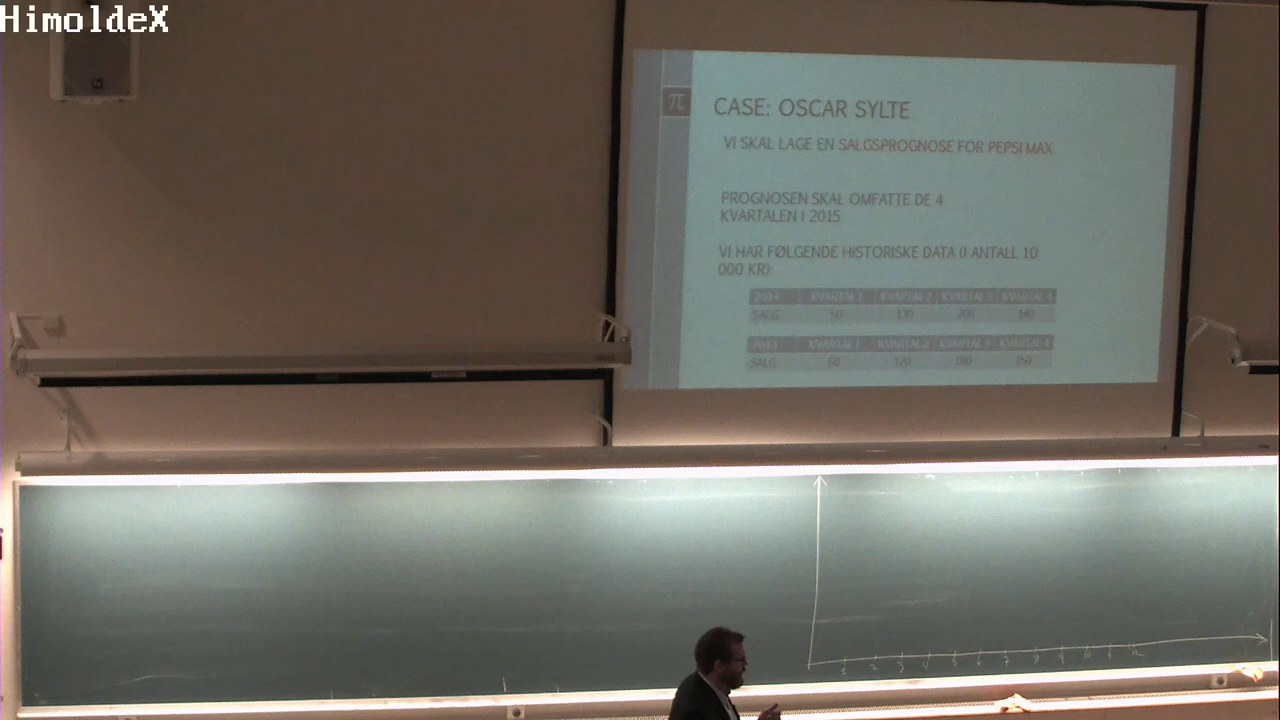 HimoldeX
π
CASE: OSCAR SYLTE
VI SKAL LAGE EN SALGSPROGNOSE FOR PEPSI MAX
PROGNOSEN SKAL OMFATTE DE 4
KVARTALEN I 2015
VI HAR FØLGENDE HISTORISKE DATA (I ANTALL 10
000 KR):
2014 KVARTAL 1 KVARTAL 2 KVARTAL 3 KVARTAL 4
SALG 50 130 200 140
2013 KVARTAL 1 KVARTAL 2 KVARTAL 3 KVARTAL 4
SALG 60 120 180 150